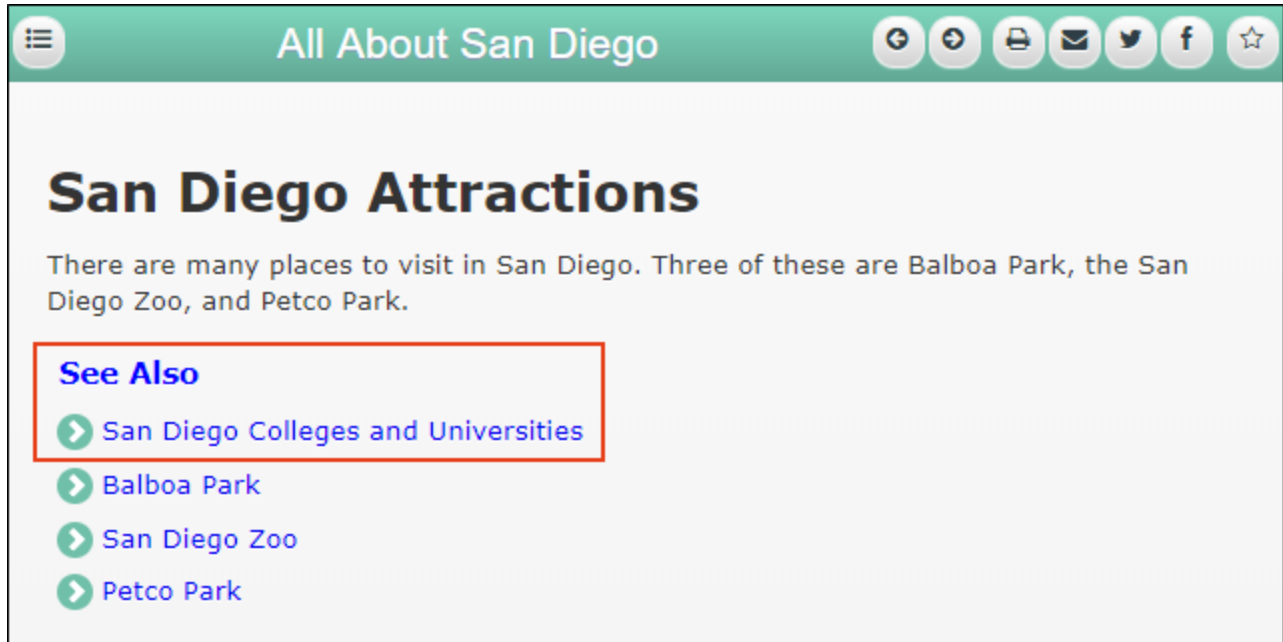 All About San Diego
San Diego Attractions
There are many places to visit in San Diego. Three of these are Balboa Park, the San
Diego Zoo, and Petco Park.
See Also
San Diego Colleges and Universities
Balboa Park
San Diego Zoo
Petco Park